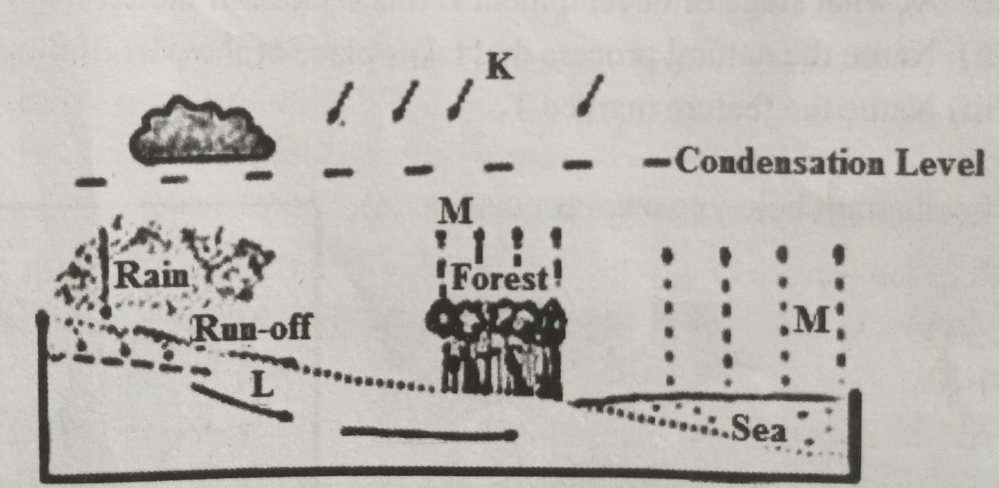 K
Condensation Level
M
Rain
Forest
Run-off
M
L
Sea